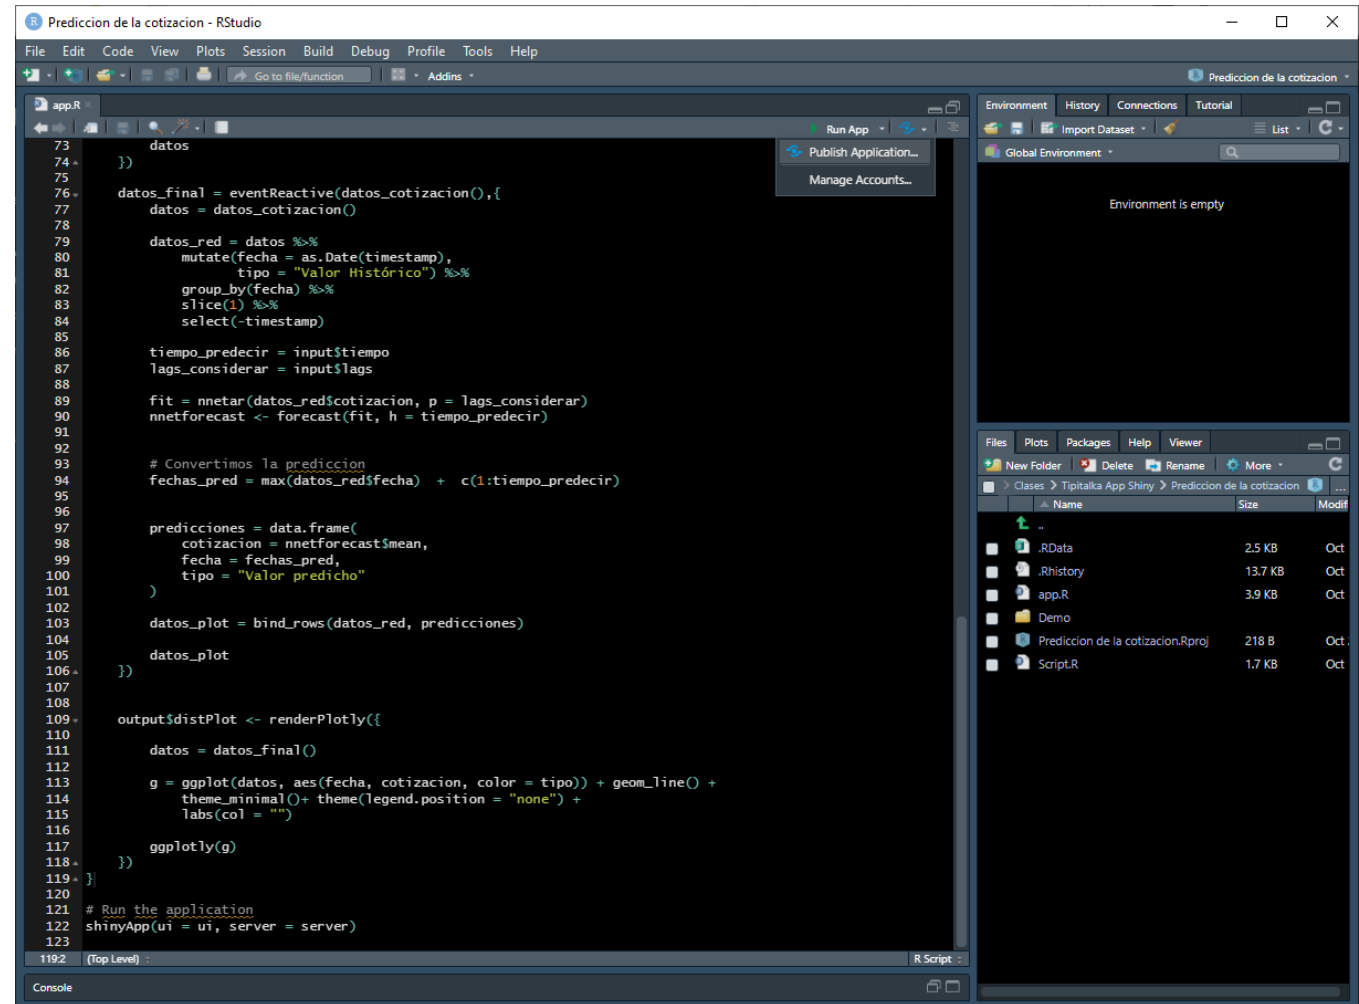 Prediccion de la cotizacion - RStudio
File Edit Code View Plots Session Build Debug Profile Tools Help
Go to file/function Addins Prediccion de la cotizacion
app.R
Run App
Publish Application...
Manage Accounts...
73 datos
74 })
75
76 datos_final = eventReactive(datos_cotizacion(),{
77 datos = datos_cotizacion()
78
79 datos_red = datos %>%
80 mutate(fecha = as.Date(timestamp),
81 tipo = "Valor Histórico") %>%
82 group_by(fecha) %>%
83 slice(1) %>%
84 select(-timestamp)
85
86 tiempo_predecir = input$tiempo
87 lags_considerar = input$lags
88
89 fit = nnetar(datos_red$cotizacion, p = lags_considerar)
90 nnetforecast <- forecast(fit, h = tiempo_predecir)
91
92
93 # Convertimos la prediccion
94 fechas_pred = max(datos_red$fecha) + c(1:tiempo_predecir)
95
96
97 predicciones = data.frame(
98 cotizacion = nnetforecast$mean,
99 fecha = fechas_pred,
100 tipo = "Valor predicho"
101 )
102
103 datos_plot = bind_rows(datos_red, predicciones)
104
105 datos_plot
106 })
107
108
109 output$distPlot <- renderPlotly({
110
111 datos = datos_final()
112
113 g = ggplot(datos, aes(fecha, cotizacion, color = tipo)) + geom_line() +
114 theme_minimal()+ theme(legend.position = "none") +
115 labs(col = "")
116
117 ggplotly(g)
118 })
119 }
120
121 # Run the application
122 shinyApp(ui = ui, server = server)
123
119:2 (Top Level) R Script
Console
Environment History Connections Tutorial
Import Dataset List
Global Environment
Environment is empty
Files Plots Packages Help Viewer
New Folder Delete Rename More
Clases Tipitalka App Shiny Prediccion de la cotizacion ...
Name Size Modif
..
.RData 2.5 KB Oct
.Rhistory 13.7 KB Oct
app.R 3.9 KB Oct
Demo
Prediccion de la cotizacion.Rproj 218 B Oct
Script.R 1.7 KB Oct